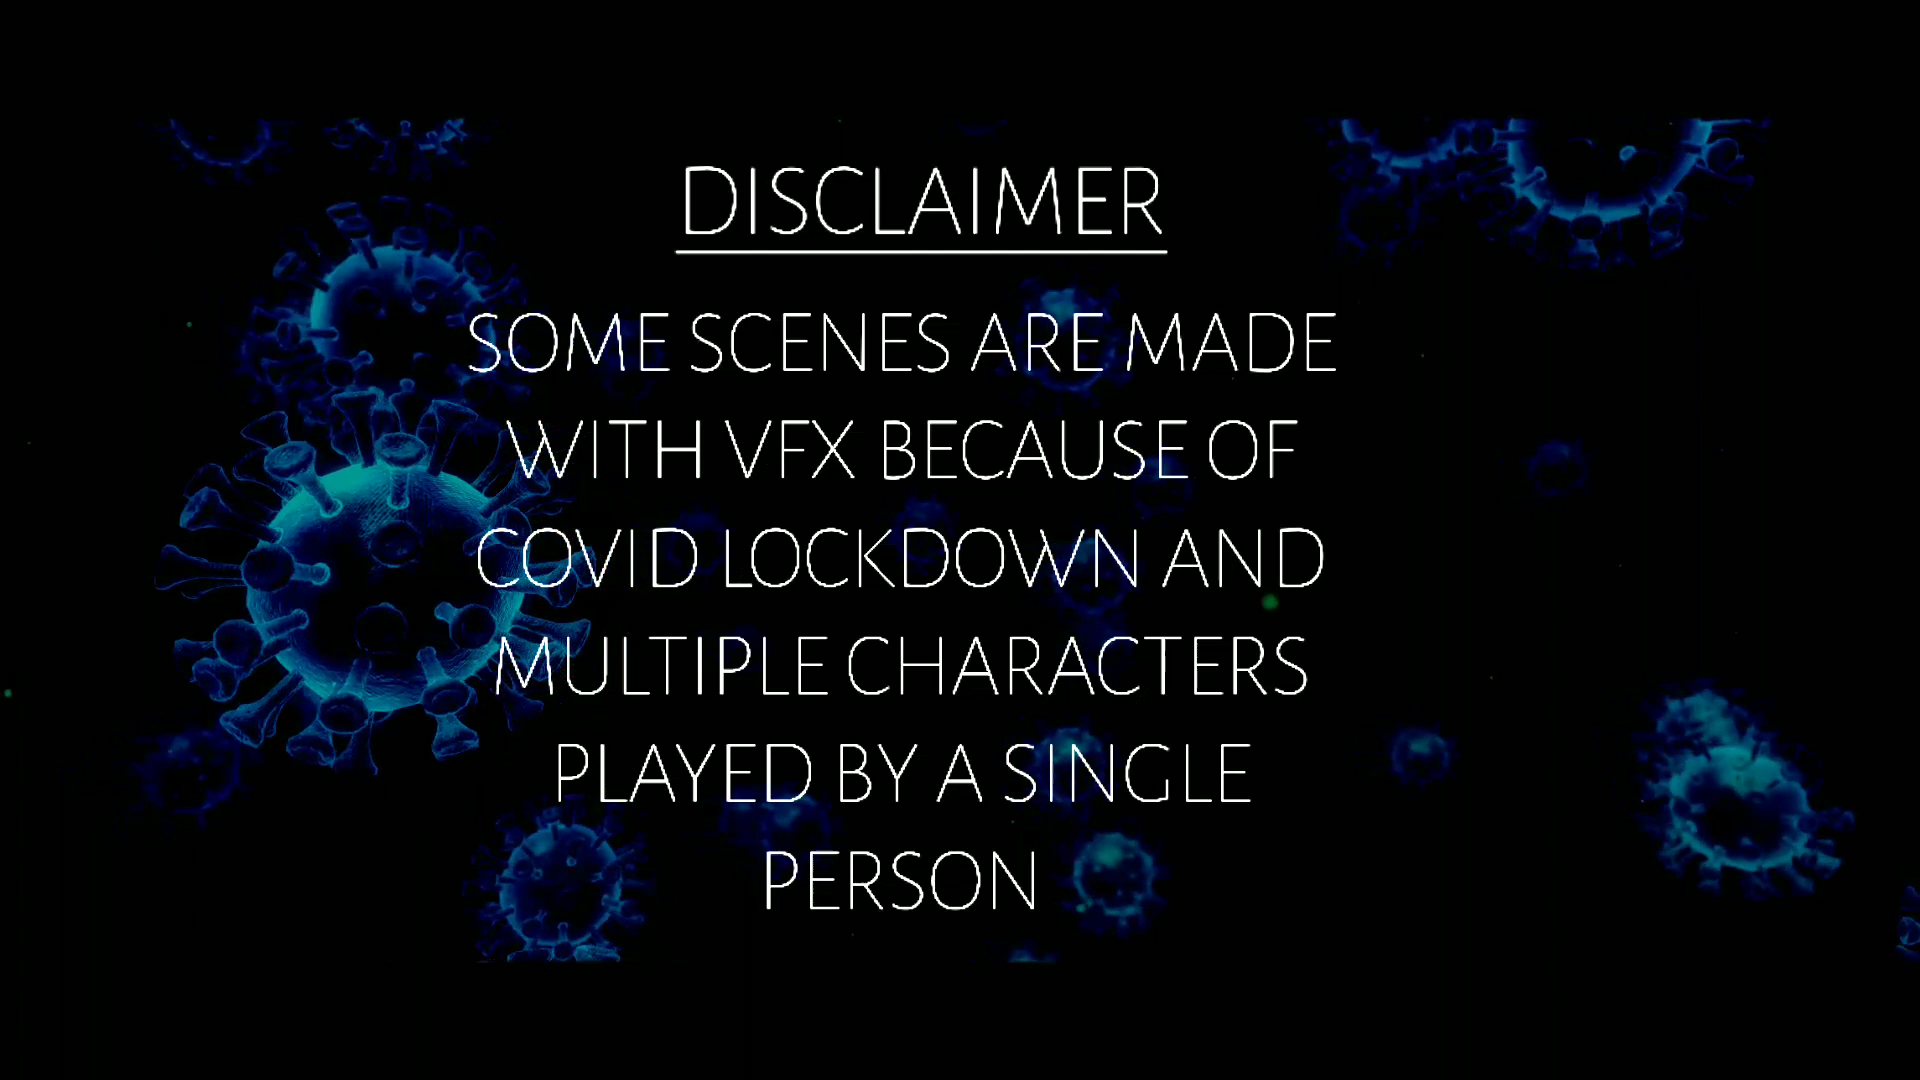 DISCLAIMER
SOME SCENES ARE MADE
WITH VFX BECAUSE OF
COVID LOCKDOWN AND
MULTIPLE CHARACTERS
PLAYED BY A SINGLE
PERSON